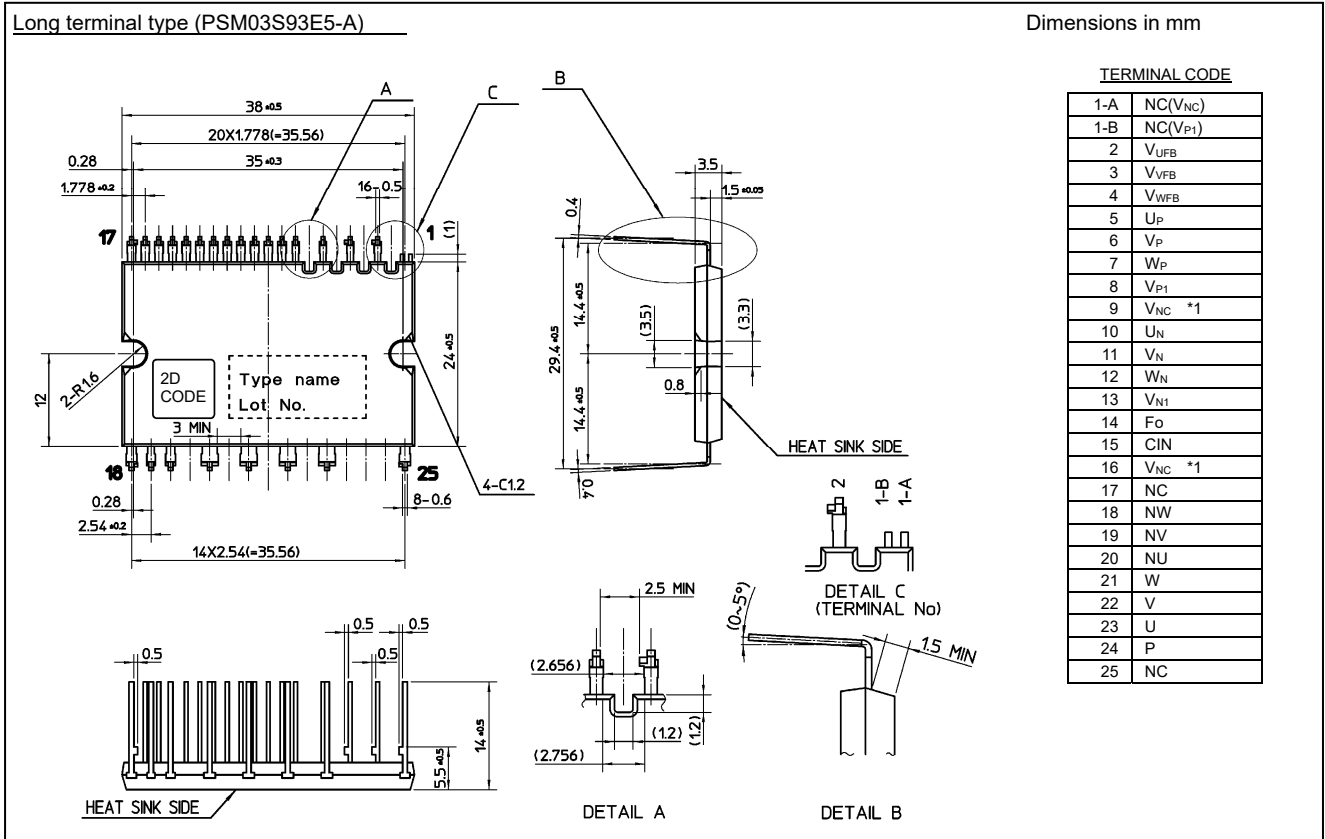 Long terminal type (PSM03S93E5-A)
Dimensions in mm
A
C
B
38 ±0.5
20X1.778(=35.56)
35 ±0.3
0.28
1.778 ±0.2
16-0.5
17
1
(1)
24 ±0.5
12
2-R1.6
2D
CODE
Type name
Lot No.
3 MIN
18
25
4-C1.2
0.28
8-0.6
2.54 ±0.2
14X2.54(=35.56)
3.5
1.5 ±0.05
0.4
29.4 ±0.5
14.4 ±0.5
14.4 ±0.5
(3.5)
(3.3)
0.8
0.4
HEAT SINK SIDE
2
1-B
1-A
DETAIL C
(TERMINAL No)
0.5
0.5
0.5
0.5
14 ±0.5
5.5 ±0.5
HEAT SINK SIDE
2.5 MIN
(2.656)
(1.2)
(1.2)
(2.756)
DETAIL A
(0~5°)
1.5 MIN
DETAIL B
TERMINAL CODE
1-A NC(VNC)
1-B NC(VP1)
2 VUFB
3 VVFB
4 VWFB
5 UP
6 VP
7 WP
8 VP1
9 VNC *1
10 UN
11 VN
12 WN
13 VN1
14 Fo
15 CIN
16 VNC *1
17 NC
18 NW
19 NV
20 NU
21 W
22 V
23 U
24 P
25 NC